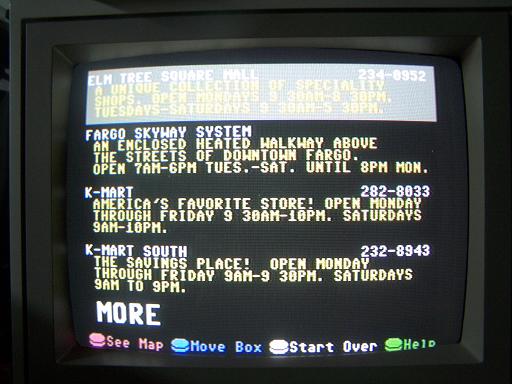 ELM TREE SQUARE MALL 234-8952
A UNIQUE COLLECTION OF SPECIALITY
SHOPS. OPEN MONDAYS 9 30AM-8 30PM.
TUESDAYS-SATURDAYS 9 30AM-5 30PM.
FARGO SKYWAY SYSTEM
AN ENCLOSED HEATED WALKWAY ABOVE
THE STREETS OF DOWNTOWN FARGO.
OPEN 7AM-6PM TUES.-SAT. UNTIL 8PM MON.
K-MART 282-8033
AMERICA'S FAVORITE STORE! OPEN MONDAY
THROUGH FRIDAY 9 30AM-10PM. SATURDAYS
9AM-10PM.
K-MART SOUTH 232-8943
THE SAVINGS PLACE! OPEN MONDAY
THROUGH FRIDAY 9AM-9 30PM. SATURDAYS
9AM TO 9PM.
MORE
See Map Move Box Start Over Help